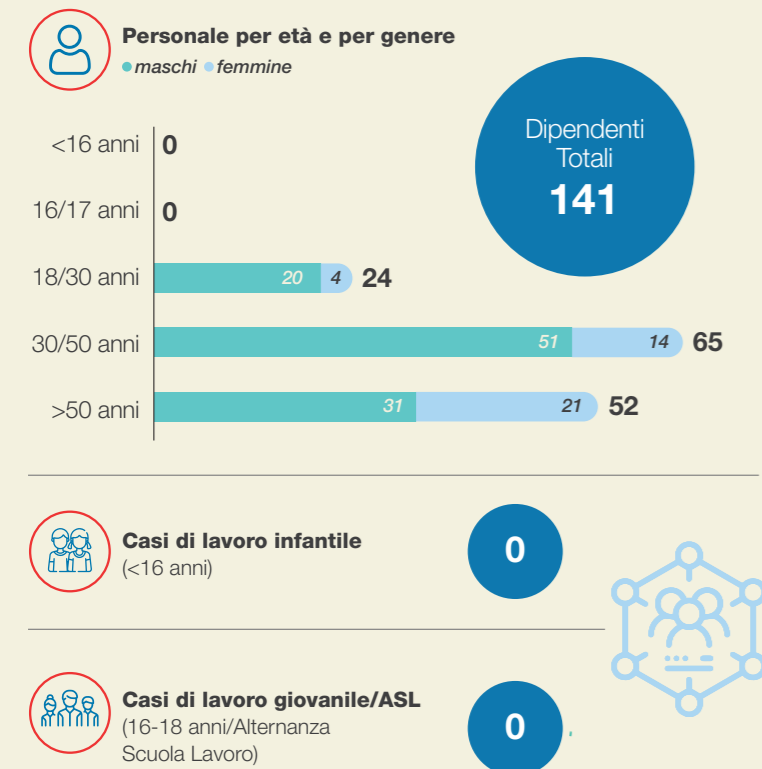 Personale per età e per genere
maschi femmine
Dipendenti
Totali
141
<16 anni 0
16/17 anni 0
18/30 anni 20 4 24
30/50 anni 51 14 65
>50 anni 31 21 52
Casi di lavoro infantile
(<16 anni)
0
Casi di lavoro giovanile/ASL
(16-18 anni/Alternanza
Scuola Lavoro)
0